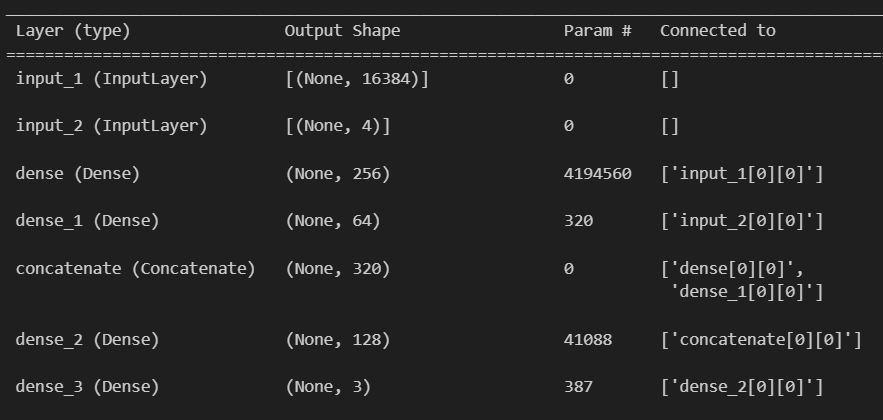 Layer (type) Output Shape Param # Connected to
input_1 (InputLayer) [(None, 16384)] 0 []
input_2 (InputLayer) [(None, 4)] 0 []
dense (Dense) (None, 256) 4194560 ['input_1[0][0]']
dense_1 (Dense) (None, 64) 320 ['input_2[0][0]']
concatenate (Concatenate) (None, 320) 0 ['dense[0][0]',
'dense_1[0][0]']
dense_2 (Dense) (None, 128) 41088 ['concatenate[0][0]']
dense_3 (Dense) (None, 3) 387 ['dense_2[0][0]']